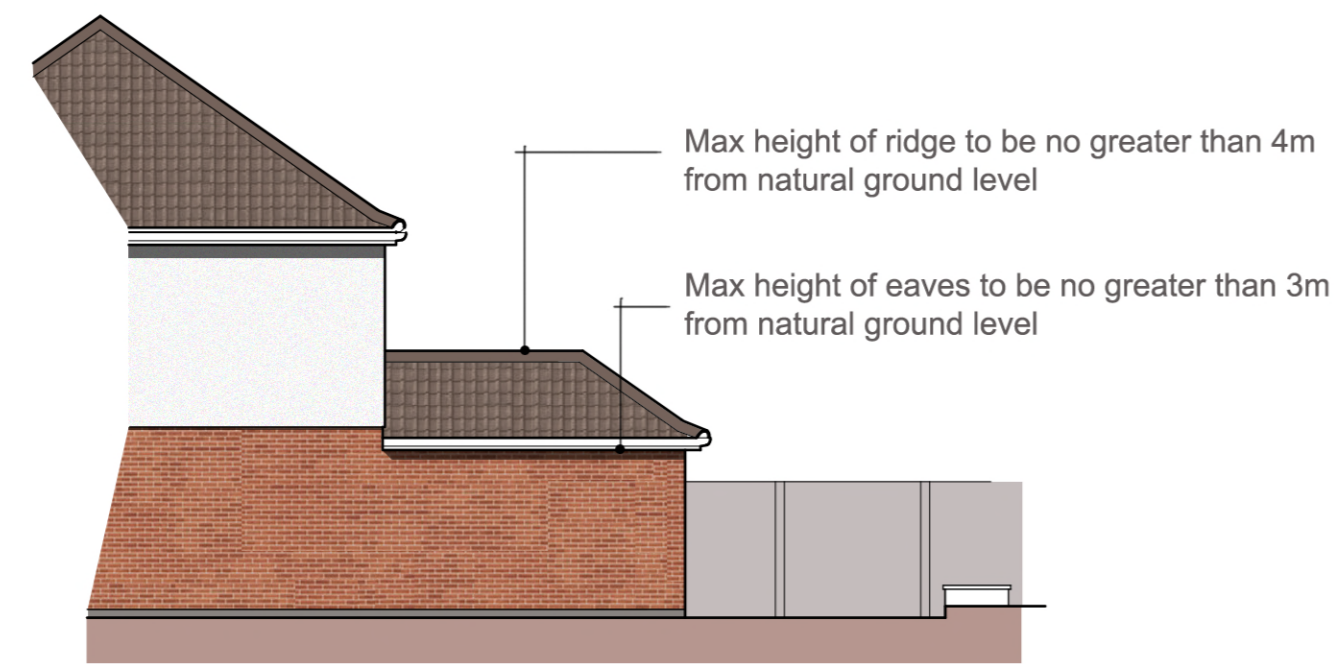 Max height of ridge to be no greater than 4m
from natural ground level
Max height of eaves to be no greater than 3m
from natural ground level